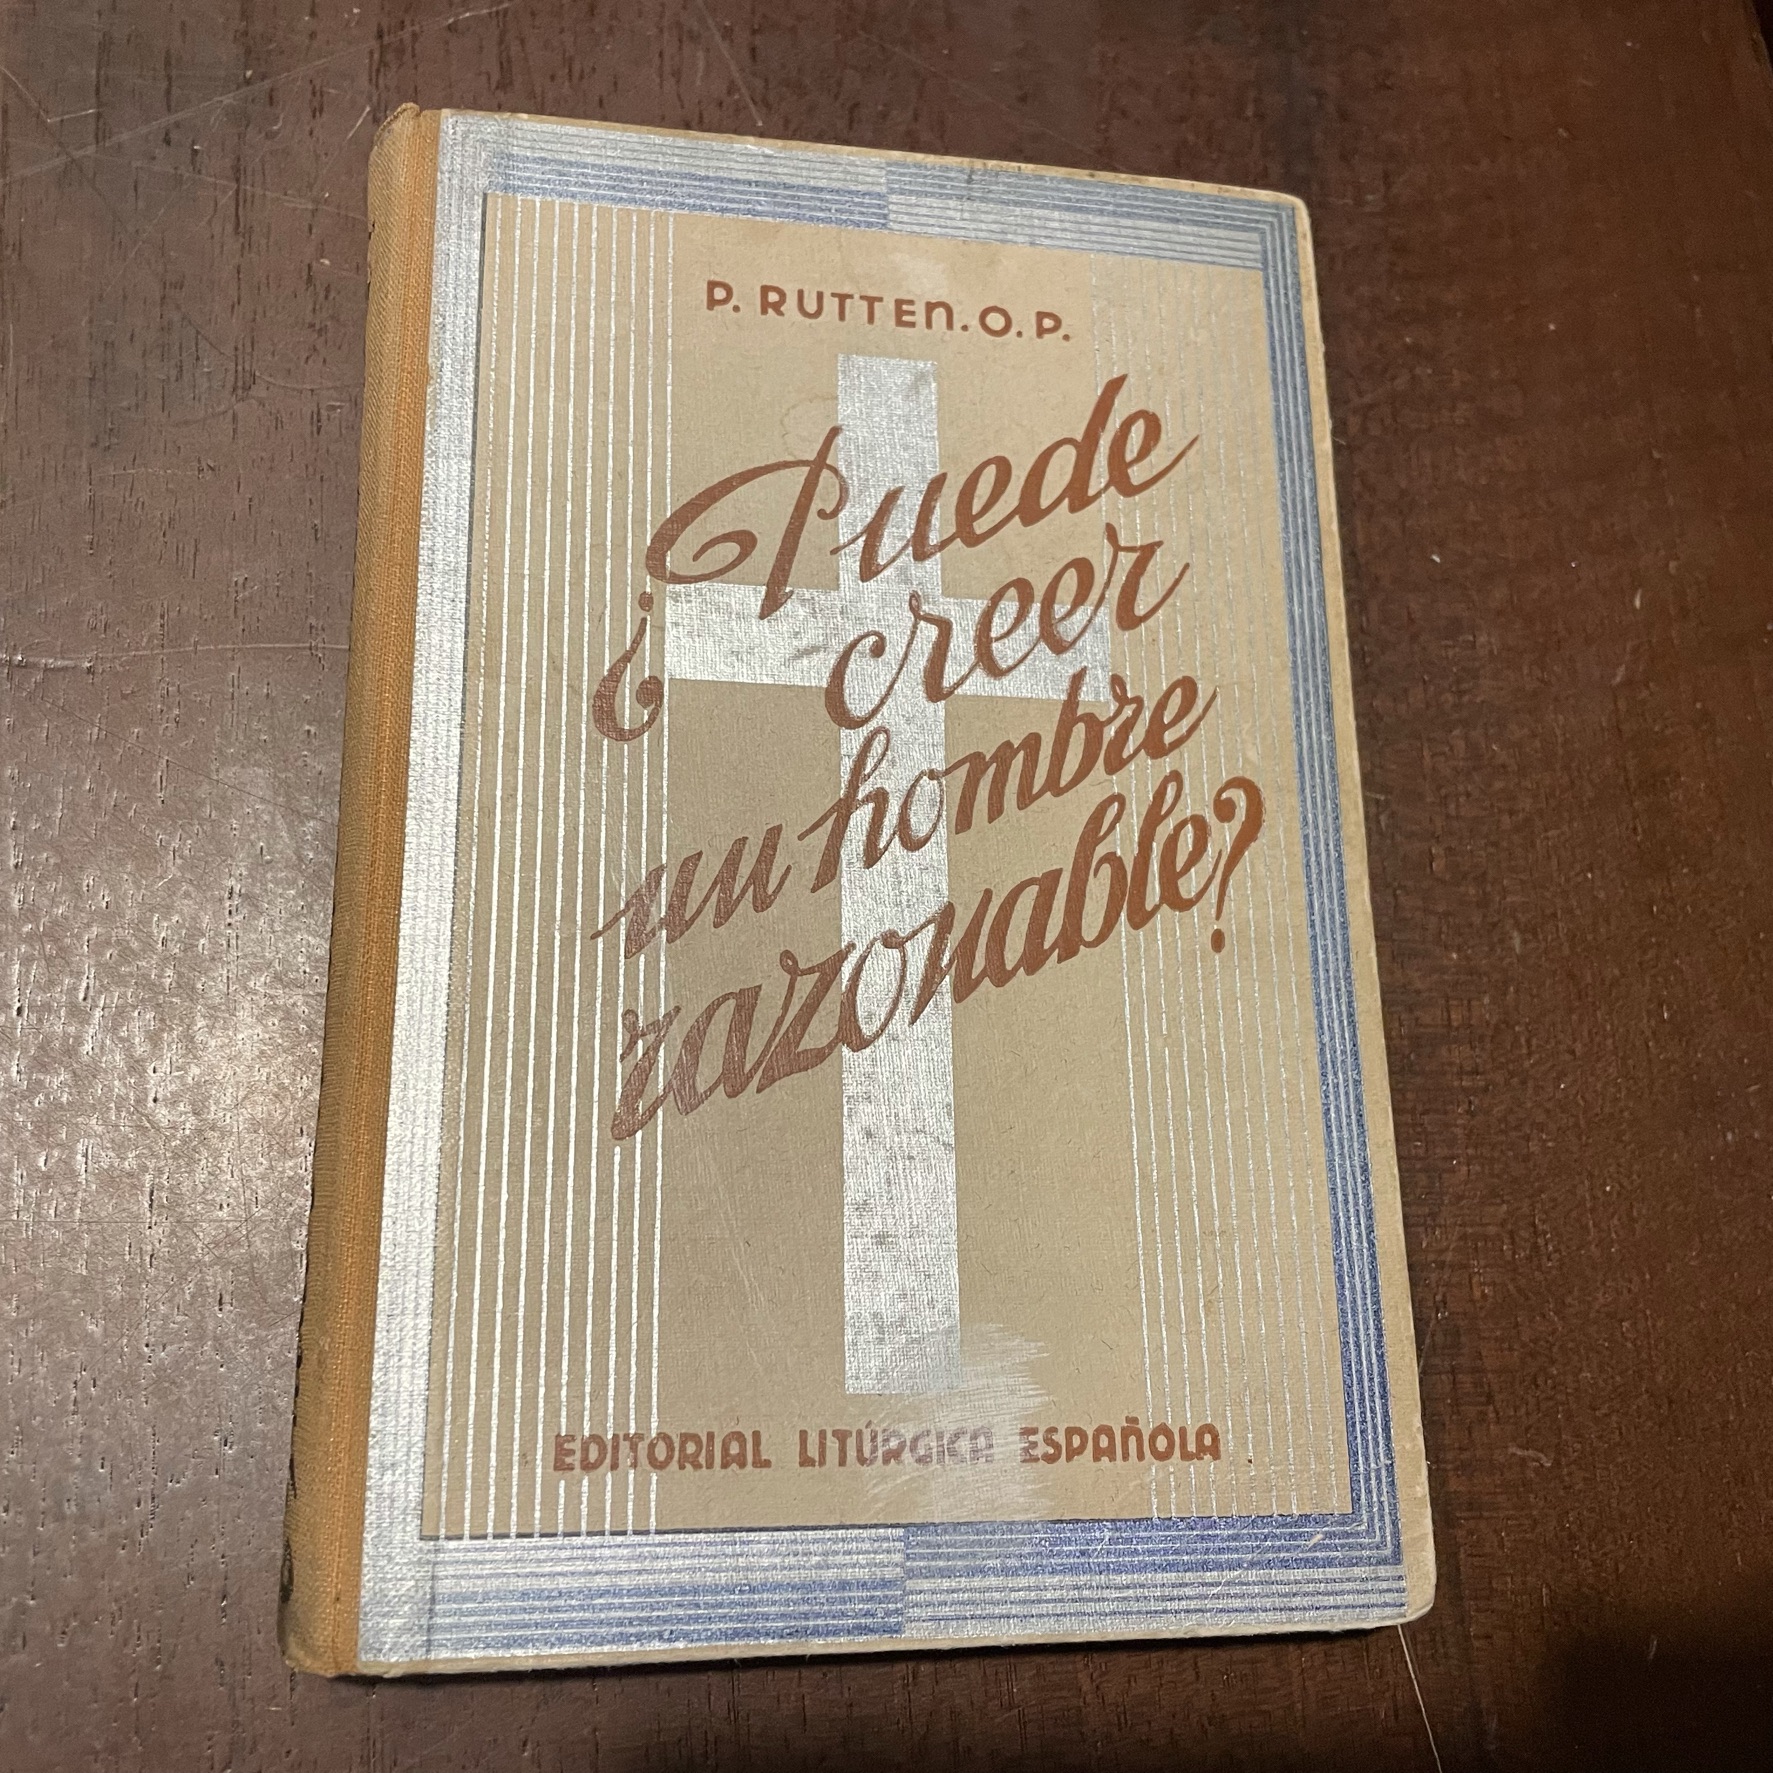 P. RUTTEN. O. P.
¿Puede
creer
un hombre
razonable?
EDITORIAL LITÚRGICA ESPAÑOLA